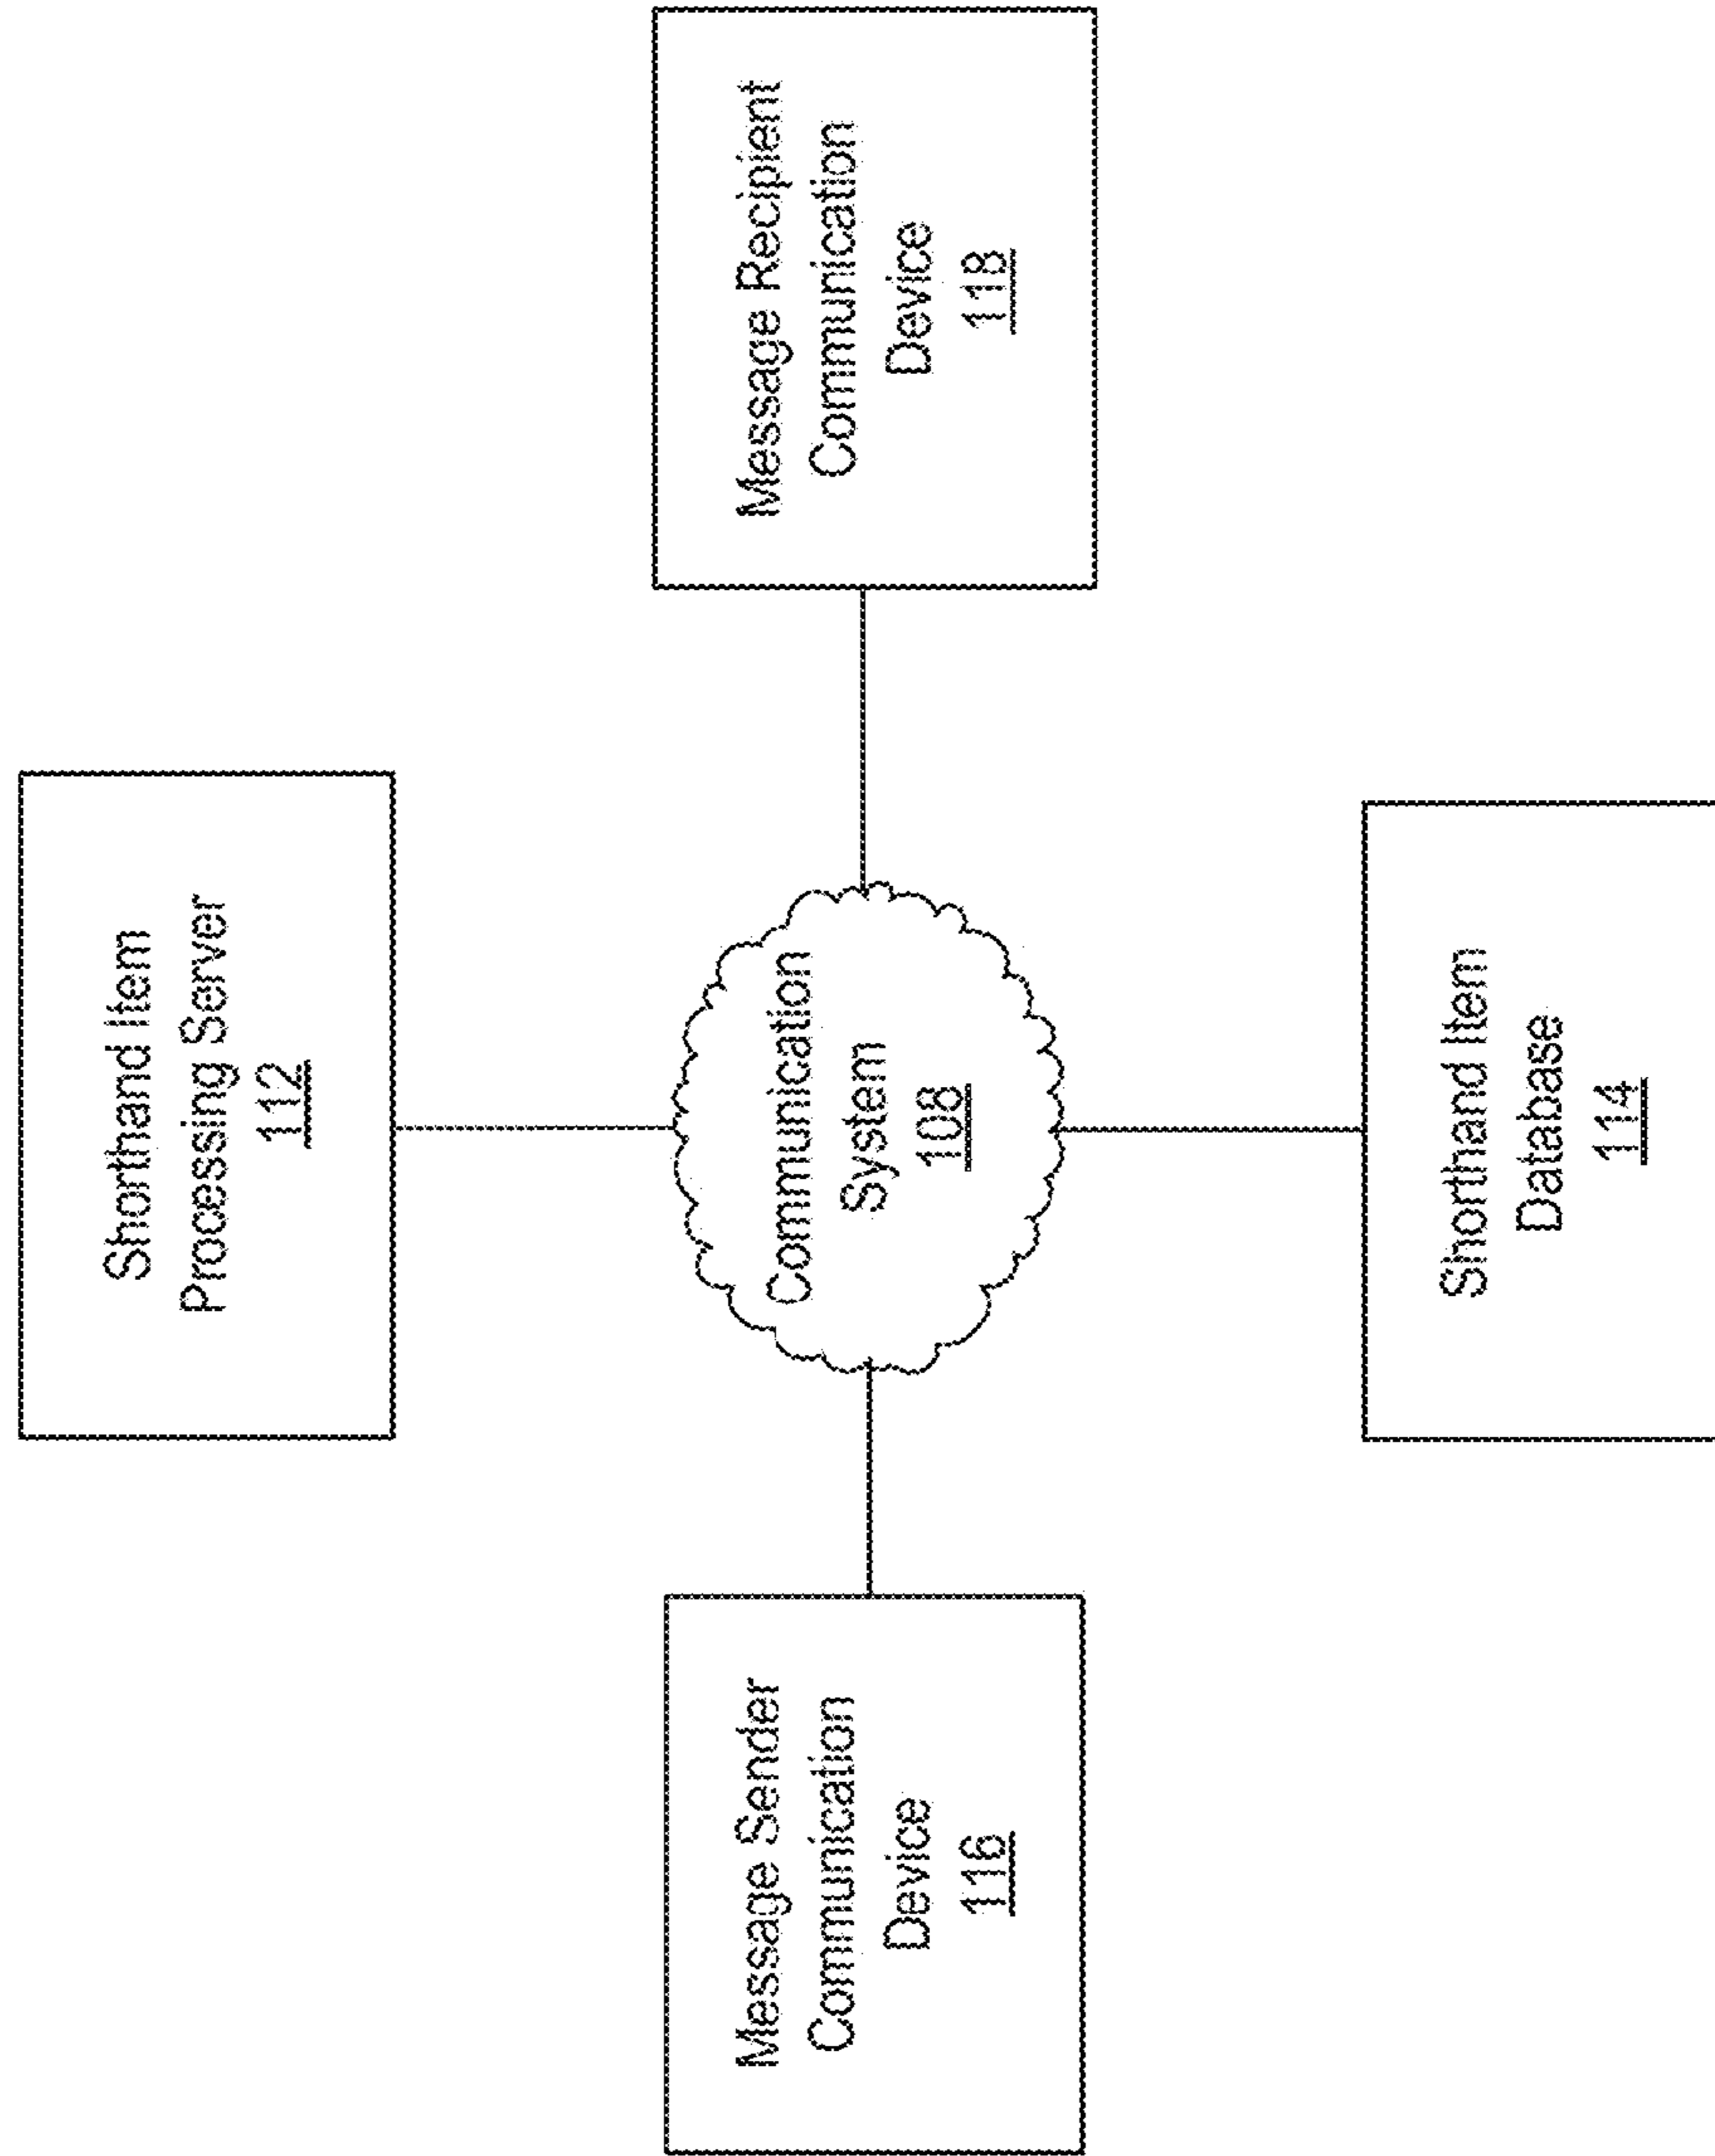 Shorthand Item
Processing Server
112
Message Sender
Communication
Device
116
Communication
System
108
Message Recipient
Communication
Device
118
Shorthand Item
Database
114